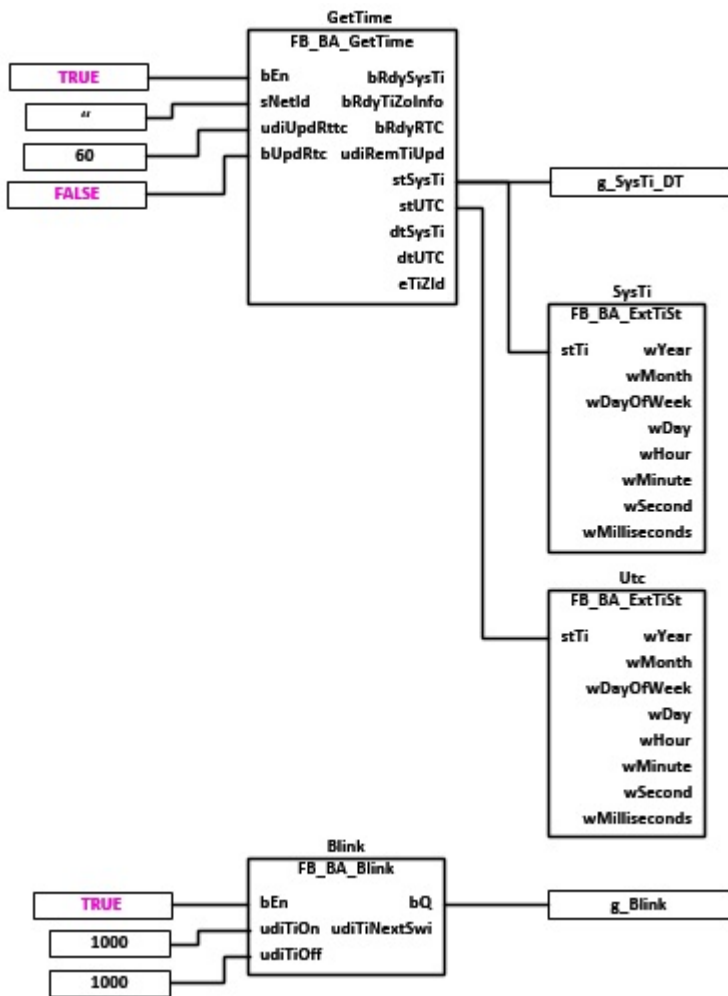 GetTime
FB_BA_GetTime
TRUE bEn bRdySysTi
“ sNetId bRdyTiZoInfo
60 udiUpdRttc bRdyRTC
FALSE bUpdRtc udiRemTiUpd
stSysTi g_SysTi_DT
stUTC
dtSysTi
dtUTC
eTiZId
SysTi
FB_BA_ExtTiSt
stTi wYear
wMonth
wDayOfWeek
wDay
wHour
wMinute
wSecond
wMilliseconds
Utc
FB_BA_ExtTiSt
stTi wYear
wMonth
wDayOfWeek
wDay
wHour
wMinute
wSecond
wMilliseconds
Blink
FB_BA_Blink
TRUE bEn bQ g_Blink
1000 udiTiOn udiTiNextSwi
1000 udiTiOff